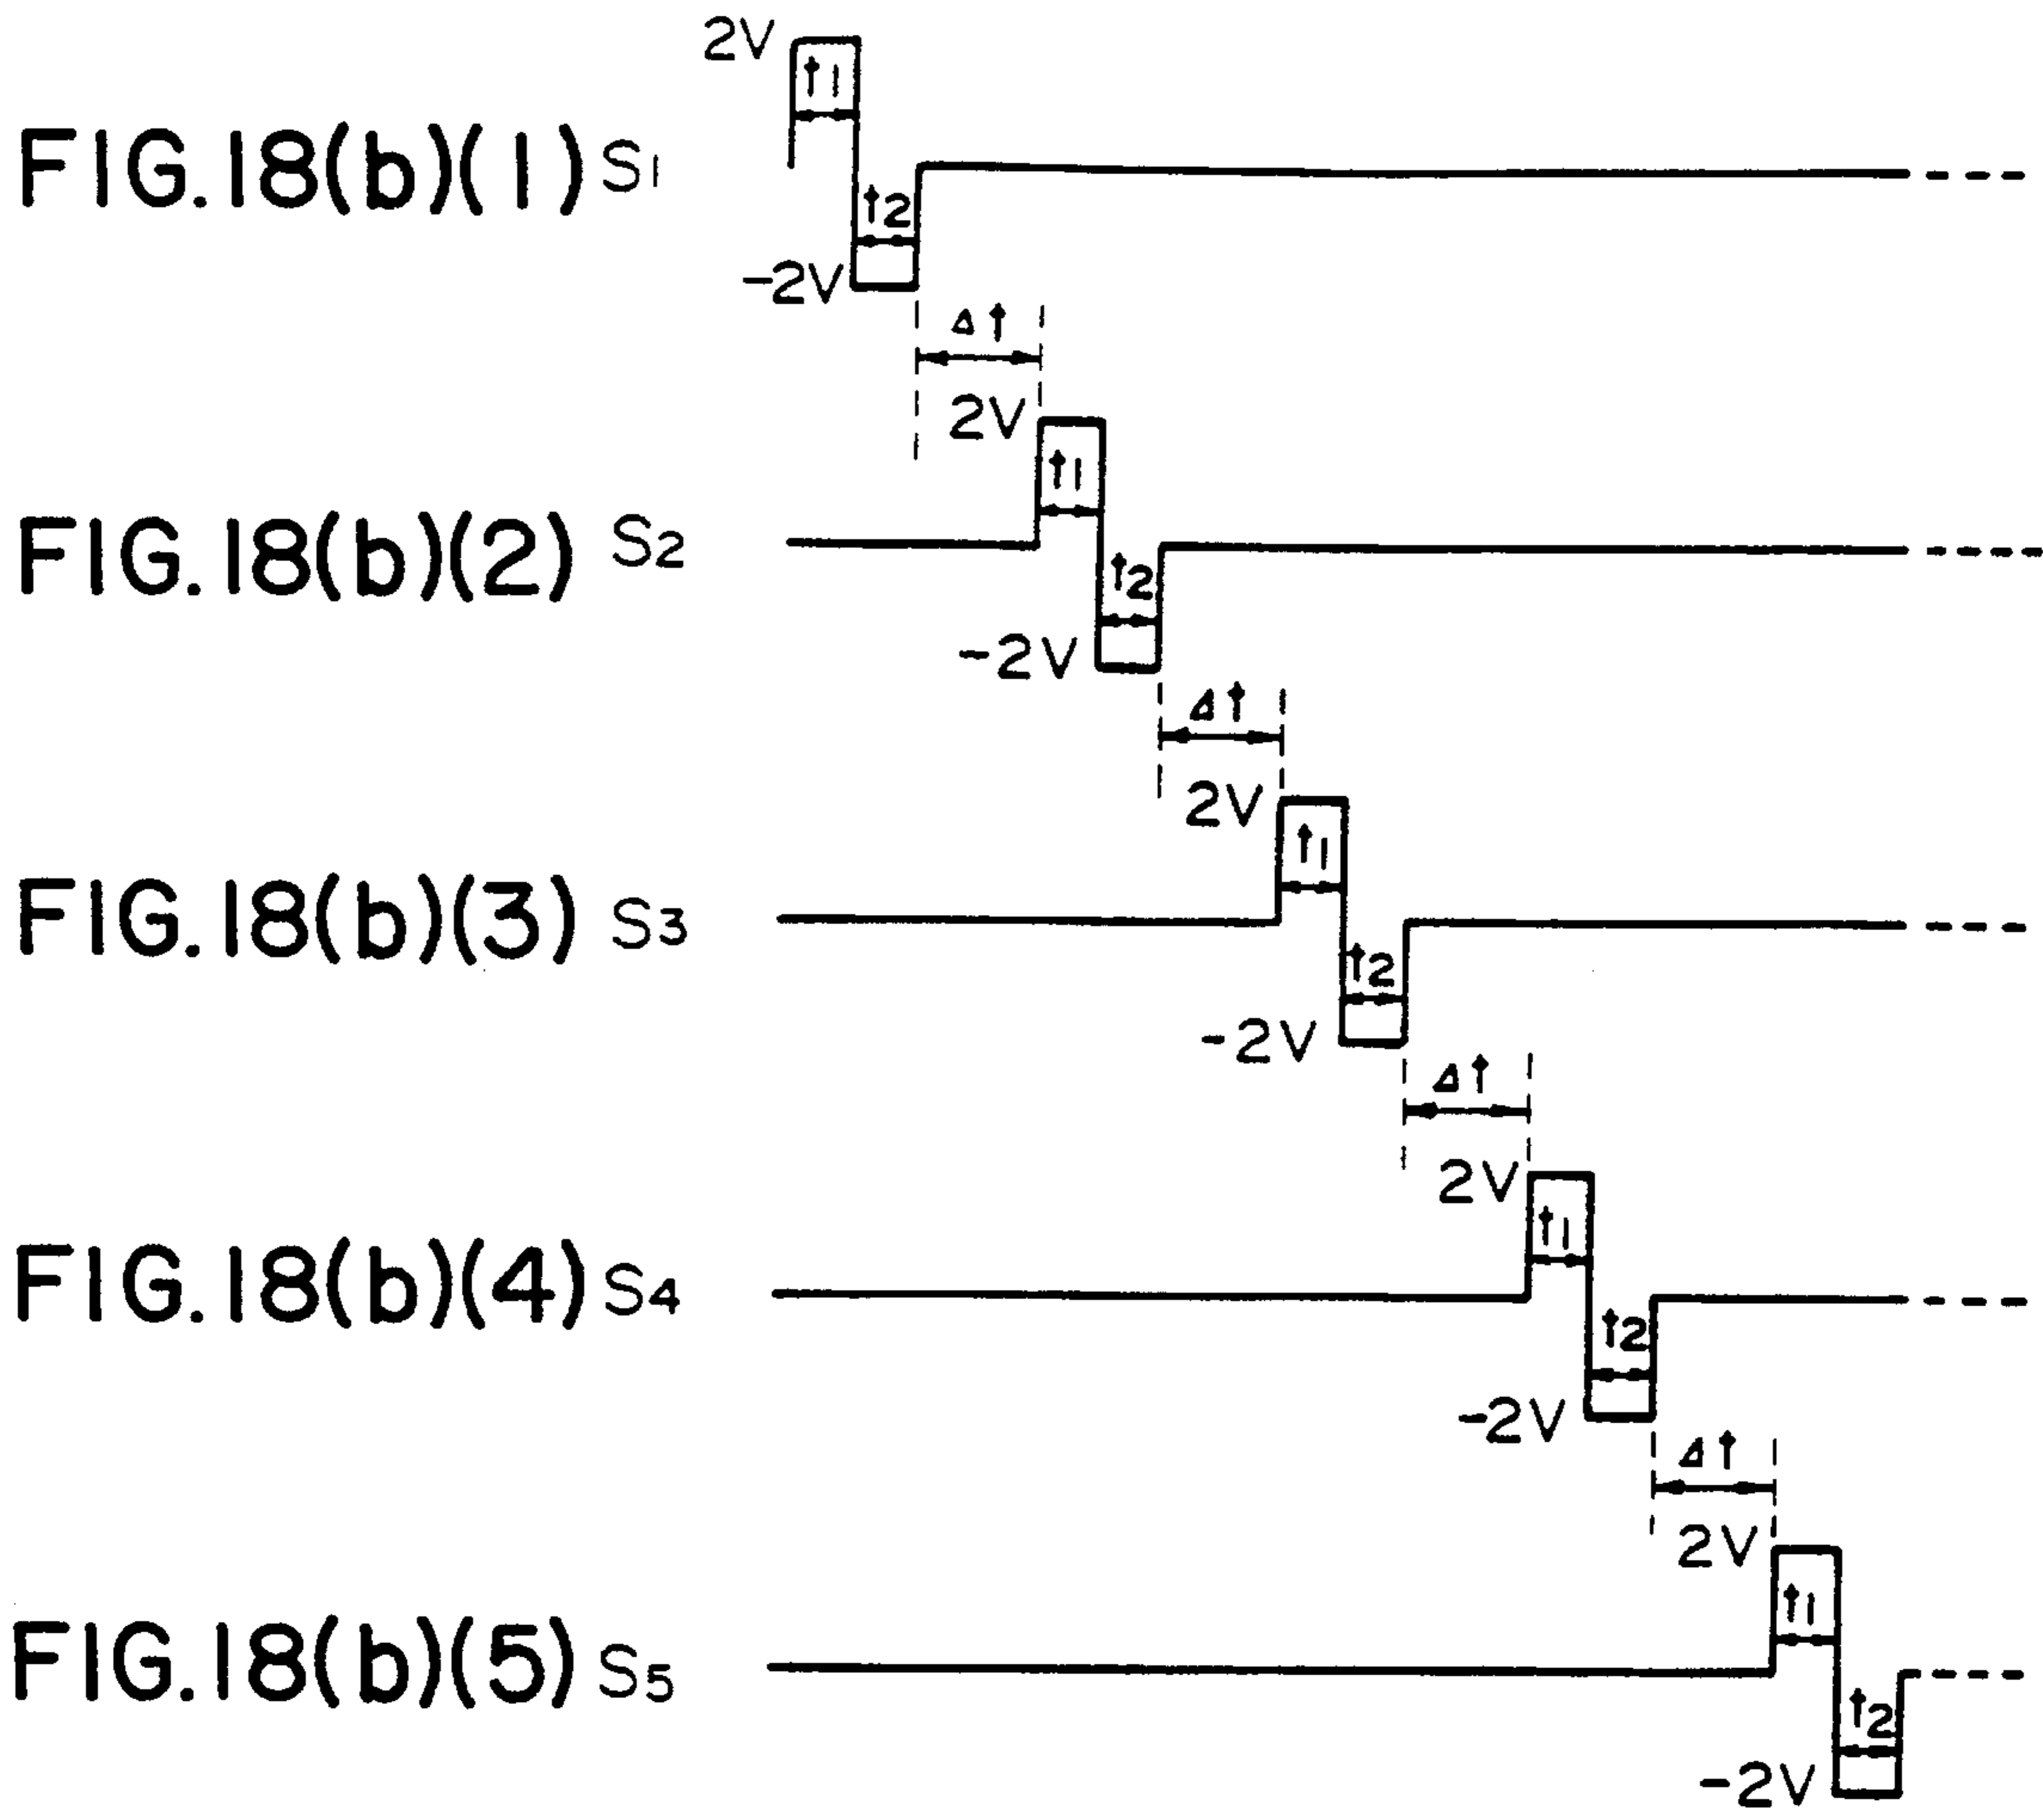 2V
t1
FIG.18(b)(1) S1
t2
-2V
Δt
2V
t1
FIG.18(b)(2) S2
t2
-2V
Δt
2V
t1
FIG.18(b)(3) S3
t2
-2V
Δt
2V
t1
FIG.18(b)(4) S4
t2
-2V
Δt
2V
t1
FIG.18(b)(5) S5
t2
-2V